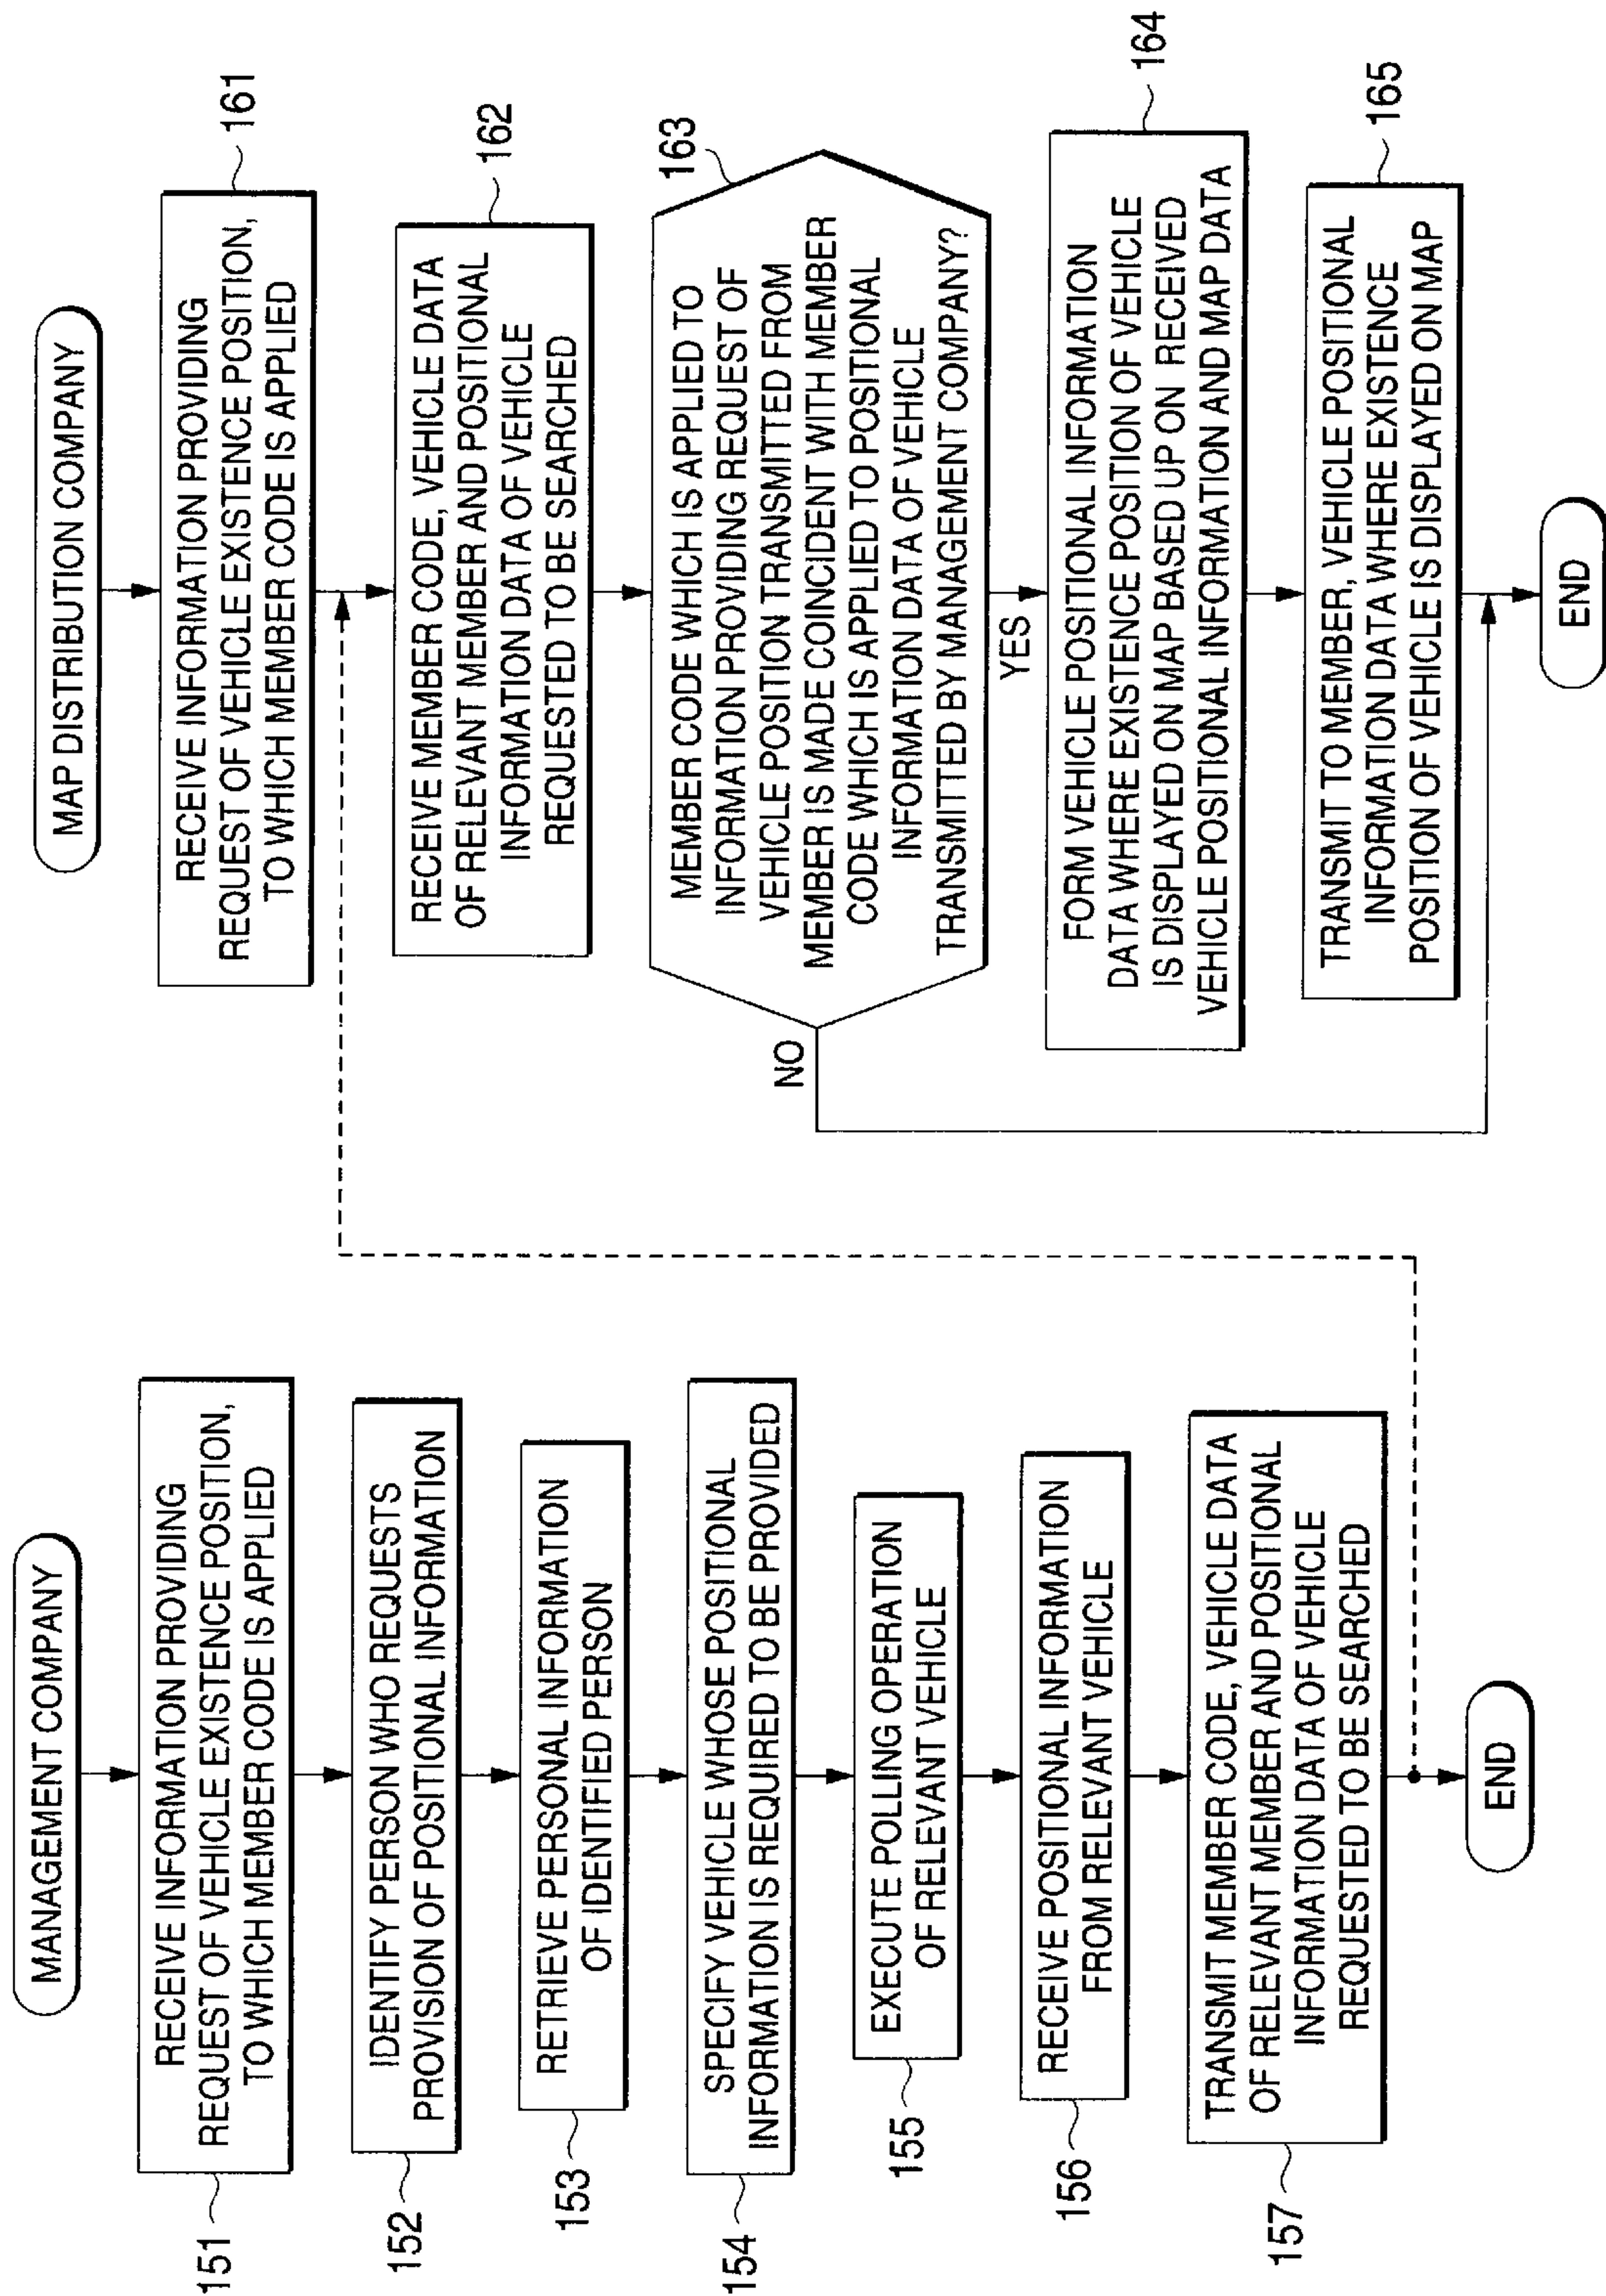 MANAGEMENT COMPANY
151
RECEIVE INFORMATION PROVIDING
REQUEST OF VEHICLE EXISTENCE POSITION,
TO WHICH MEMBER CODE IS APPLIED
152
IDENTIFY PERSON WHO REQUESTS
PROVISION OF POSITIONAL INFORMATION
153
RETRIEVE PERSONAL INFORMATION
OF IDENTIFIED PERSON
154
SPECIFY VEHICLE WHOSE POSITIONAL
INFORMATION IS REQUIRED TO BE PROVIDED
155
EXECUTE POLLING OPERATION
OF RELEVANT VEHICLE
156
RECEIVE POSITIONAL INFORMATION
FROM RELEVANT VEHICLE
157
TRANSMIT MEMBER CODE, VEHICLE DATA
OF RELEVANT MEMBER AND POSITIONAL
INFORMATION DATA OF VEHICLE
REQUESTED TO BE SEARCHED
END
MAP DISTRIBUTION COMPANY
161
RECEIVE INFORMATION PROVIDING
REQUEST OF VEHICLE EXISTENCE POSITION,
TO WHICH MEMBER CODE IS APPLIED
162
RECEIVE MEMBER CODE, VEHICLE DATA
OF RELEVANT MEMBER AND POSITIONAL
INFORMATION DATA OF VEHICLE
REQUESTED TO BE SEARCHED
163
MEMBER CODE WHICH IS APPLIED TO
INFORMATION PROVIDING REQUEST OF
VEHICLE POSITION TRANSMITTED FROM
MEMBER IS MADE COINCIDENT WITH MEMBER
CODE WHICH IS APPLIED TO POSITIONAL
INFORMATION DATA OF VEHICLE
TRANSMITTED BY MANAGEMENT COMPANY?
NO
YES
164
FORM VEHICLE POSITIONAL INFORMATION
DATA WHERE EXISTENCE POSITION OF VEHICLE
IS DISPLAYED ON MAP BASED UPON RECEIVED
VEHICLE POSITIONAL INFORMATION AND MAP DATA
165
TRANSMIT TO MEMBER, VEHICLE POSITIONAL
INFORMATION DATA WHERE EXISTENCE
POSITION OF VEHICLE IS DISPLAYED ON MAP
END